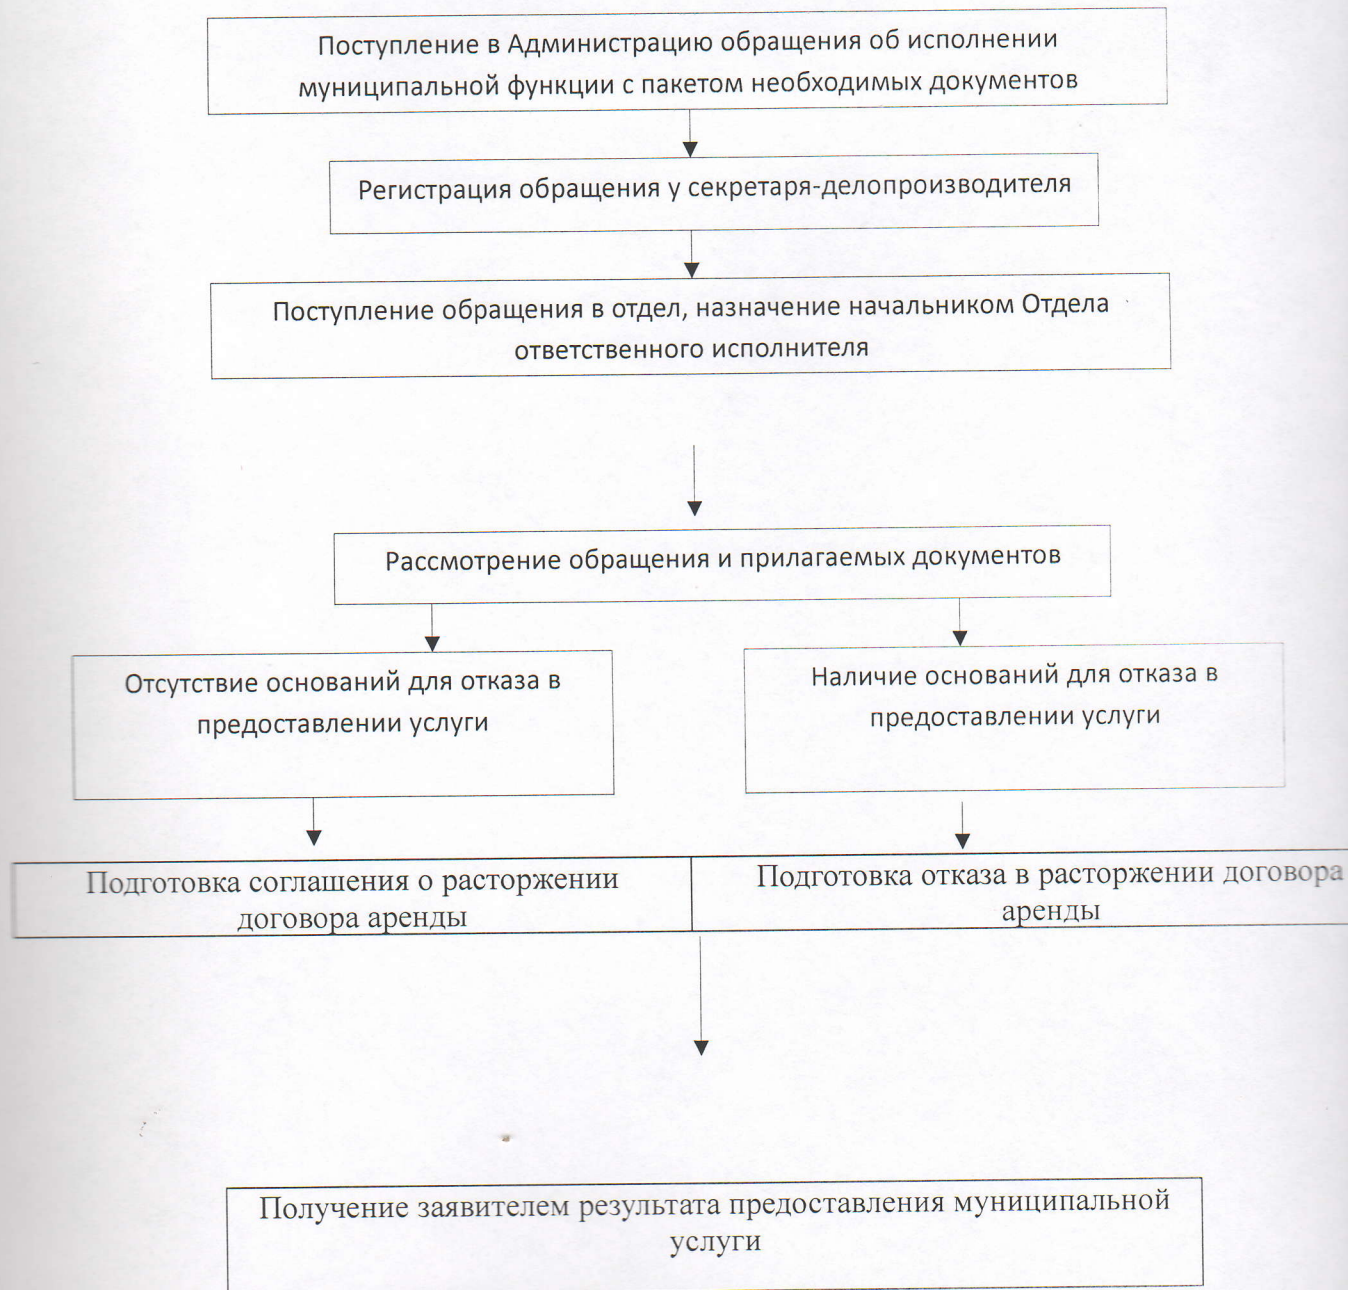 Поступление в Администрацию обращения об исполнении
муниципальной функции с пакетом необходимых документов
Регистрация обращения у секретаря-делопроизводителя
Поступление обращения в отдел, назначение начальником Отдела
ответственного исполнителя
Рассмотрение обращения и прилагаемых документов
Отсутствие оснований для отказа в
предоставлении услуги
Наличие оснований для отказа в
предоставлении услуги
Подготовка соглашения о расторжении
договора аренды
Подготовка отказа в расторжении договора
аренды
Получение заявителем результата предоставления муниципальной
услуги